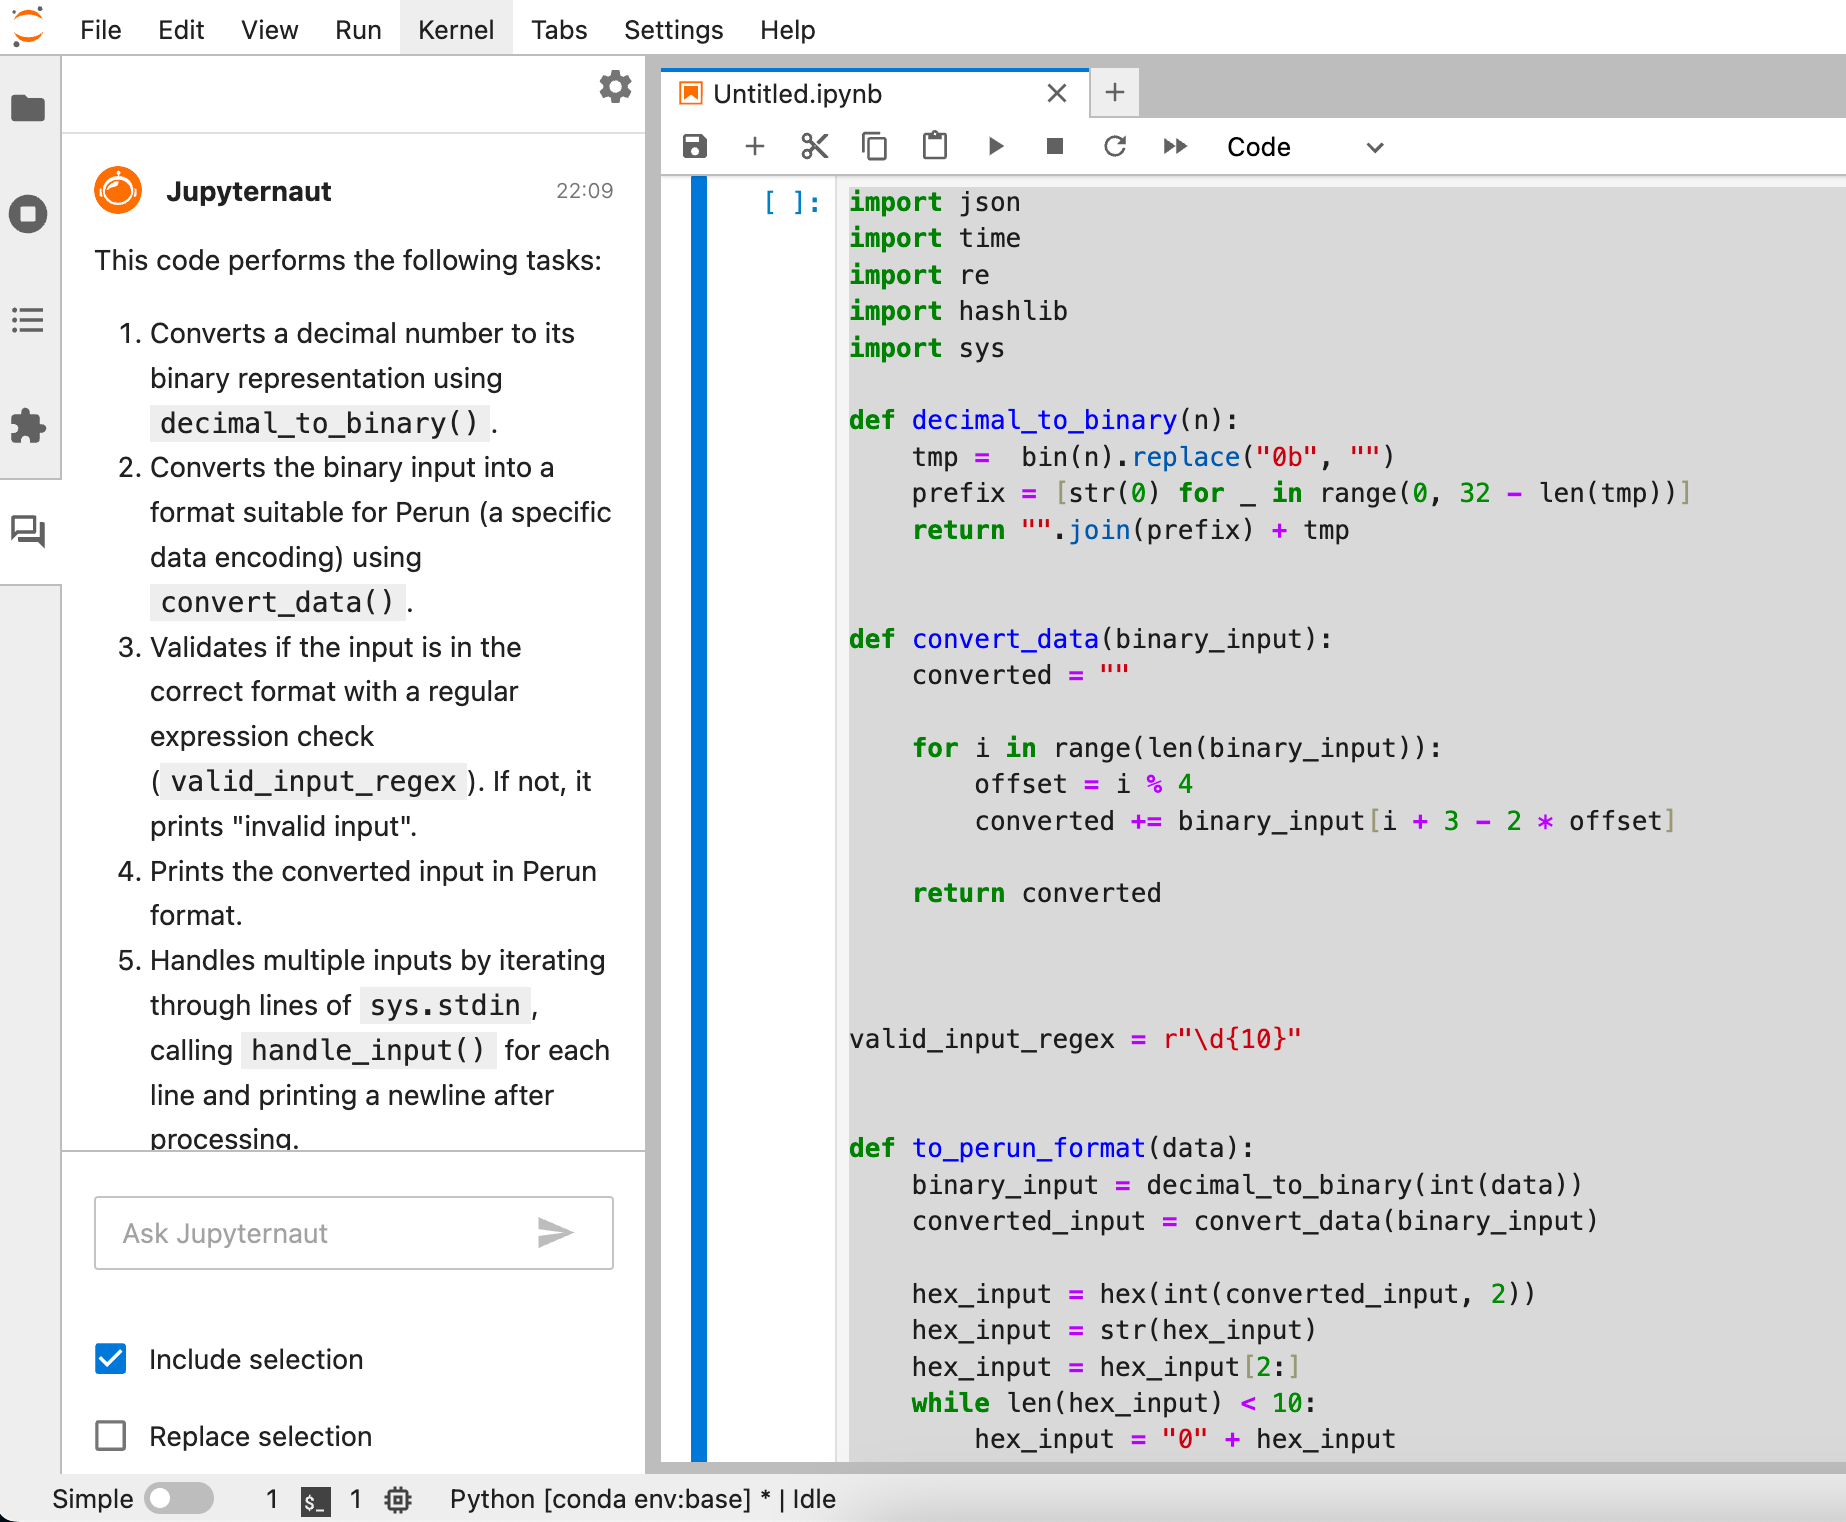 File Edit View Run Kernel Tabs Settings Help
Jupyternaut 22:09
This code performs the following tasks:
1. Converts a decimal number to its
binary representation using
decimal_to_binary() .
2. Converts the binary input into a
format suitable for Perun (a specific
data encoding) using
convert_data() .
3. Validates if the input is in the
correct format with a regular
expression check
( valid_input_regex ). If not, it
prints "invalid input".
4. Prints the converted input in Perun
format.
5. Handles multiple inputs by iterating
through lines of sys.stdin ,
calling handle_input() for each
line and printing a newline after
processing.
Ask Jupyternaut
Include selection
Replace selection
Untitled.ipynb
Code
[ ]:
import json
import time
import re
import hashlib
import sys
def decimal_to_binary(n):
    tmp =  bin(n).replace("0b", "")
    prefix = [str(0) for _ in range(0, 32 - len(tmp))]
    return "".join(prefix) + tmp
def convert_data(binary_input):
    converted = ""
    for i in range(len(binary_input)):
        offset = i % 4
        converted += binary_input[i + 3 - 2 * offset]
    return converted
valid_input_regex = r"\d{10}"
def to_perun_format(data):
    binary_input = decimal_to_binary(int(data))
    converted_input = convert_data(binary_input)
    hex_input = hex(int(converted_input, 2))
    hex_input = str(hex_input)
    hex_input = hex_input[2:]
    while len(hex_input) < 10:
        hex_input = "0" + hex_input
Simple 1 $_ 1 Python [conda env:base] * | Idle